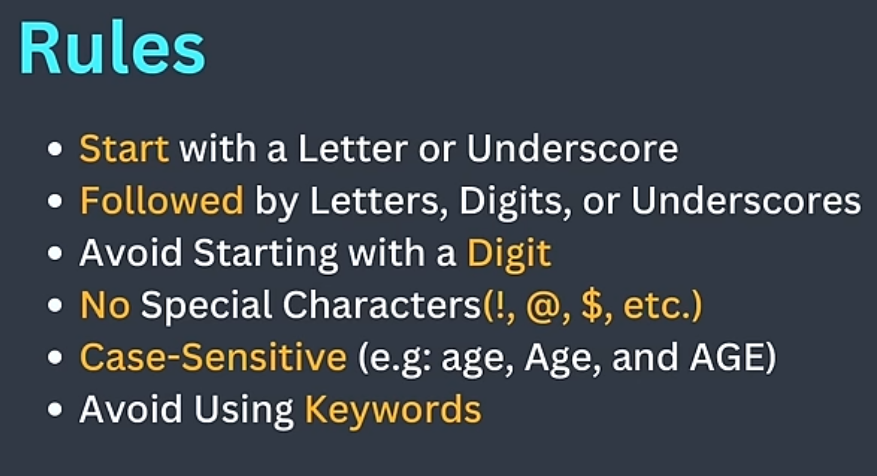 Rules
• Start with a Letter or Underscore
• Followed by Letters, Digits, or Underscores
• Avoid Starting with a Digit
• No Special Characters(!, @, $, etc.)
• Case-Sensitive (e.g: age, Age, and AGE)
• Avoid Using Keywords